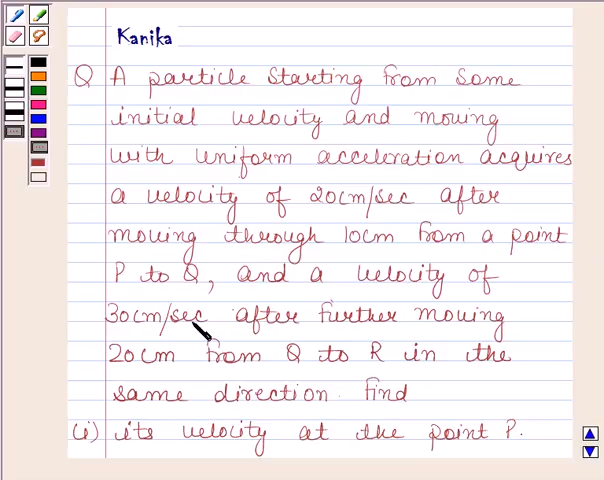 Kanika
Q A particle starting from some
initial velocity and moving
with uniform acceleration acquires
a velocity of 20cm/sec after
moving through 10cm from a point
P to Q, and a velocity of
30cm/sec after further moving
20cm from Q to R in the
same direction. find
(i) its velocity at the point P.